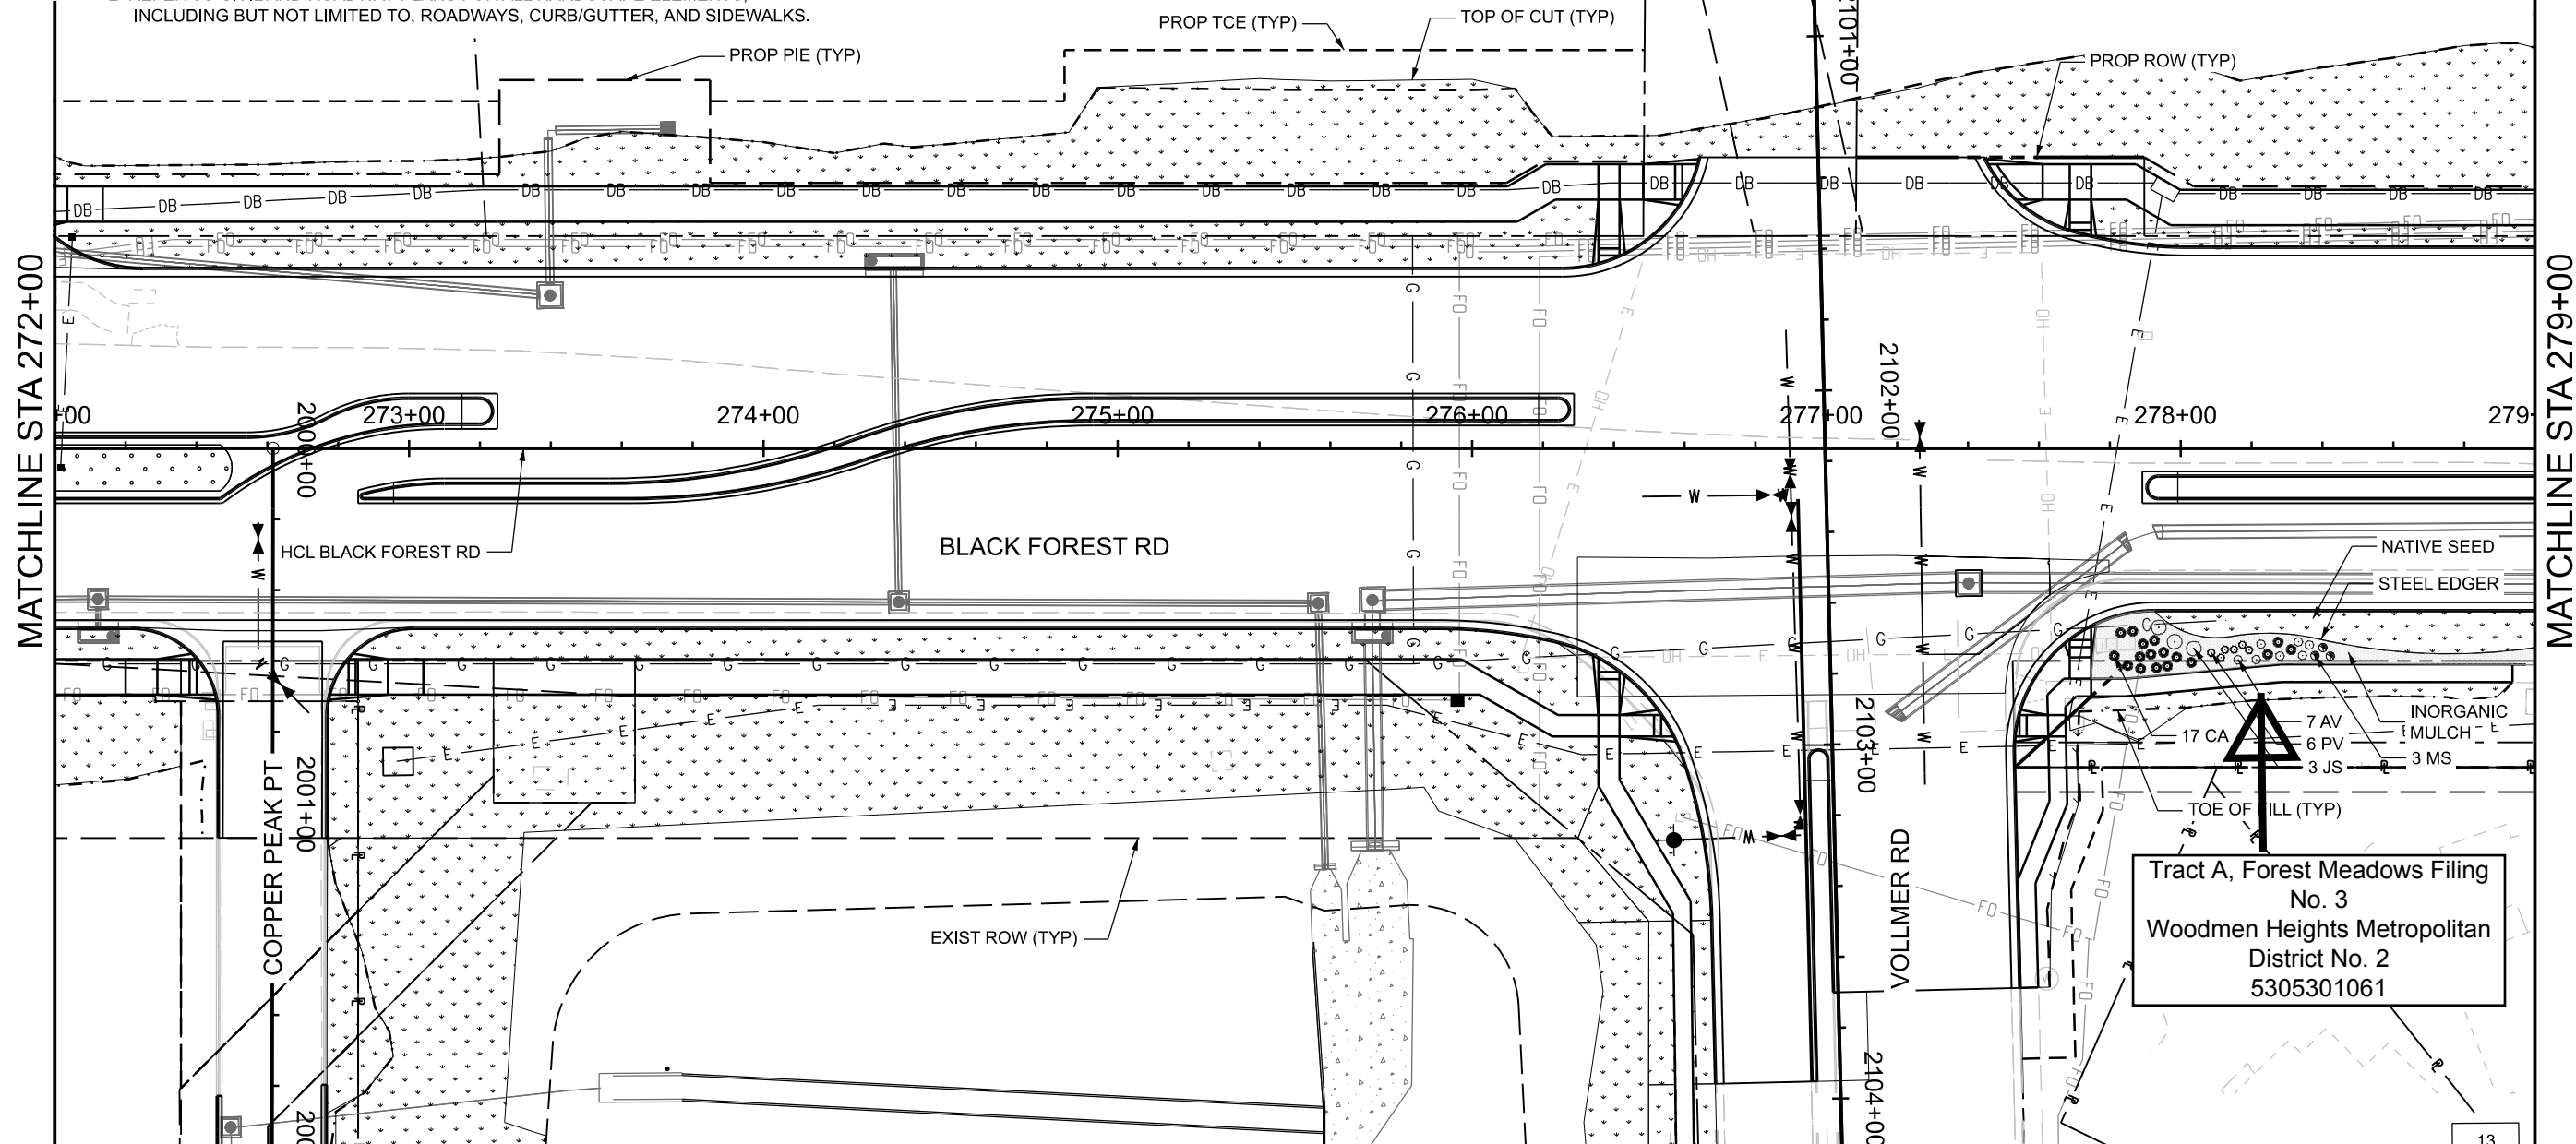 INCLUDING BUT NOT LIMITED TO, ROADWAYS, CURB/GUTTER, AND SIDEWALKS.
PROP PIE (TYP)
PROP TCE (TYP)
TOP OF CUT (TYP)
2101+00
PROP ROW (TYP)
MATCHLINE STA 272+00
MATCHLINE STA 279+00
+00
2000+00
273+00
274+00
275+00
276+00
277+00
2102+00
278+00
279
HCL BLACK FOREST RD
BLACK FOREST RD
NATIVE SEED
STEEL EDGER
COPPER PEAK PT
2001+00
2103+00
VOLLMER RD
17 CA
7 AV
6 PV
3 JS
INORGANIC
MULCH
3 MS
TOE OF FILL (TYP)
EXIST ROW (TYP)
Tract A, Forest Meadows Filing
No. 3
Woodmen Heights Metropolitan
District No. 2
5305301061
2104+00
200
13